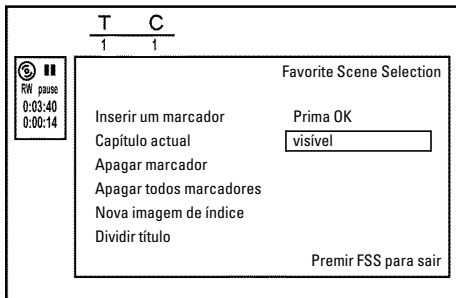 T C
1 1
RW pause
0:03:40
0:00:14
Favorite Scene Selection
Inserir um marcador Prima OK
Capítulo actual visível
Apagar marcador
Apagar todos marcadores
Nova imagem de índice
Dividir título
Premir FSS para sair